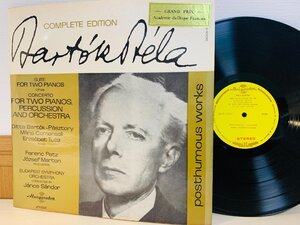 COMPLETE EDITION
GRAND PRIX
Académie du Disque Français
Bartók Béla
SUITE
FOR TWO PIANOS
CONCERTO
FOR TWO PIANOS,
PERCUSSION
AND ORCHESTRA
Ditta Bartók-Pásztory
Mária Comensoli
Erzsébet Tusa
Ferenc Petz
József Marton
BUDAPEST SYMPHONY
ORCHESTRA
János Sándor
posthumous works
Hungaroton
STEREO